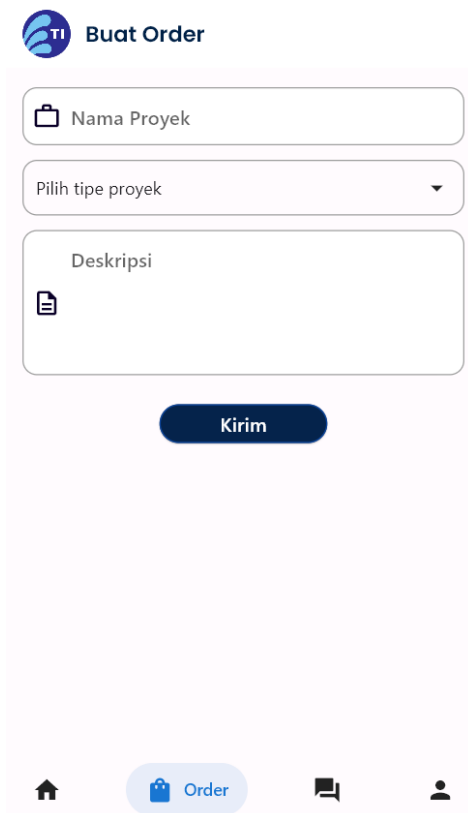 TI Buat Order
Nama Proyek
Pilih tipe proyek
Deskripsi
Kirim
Order